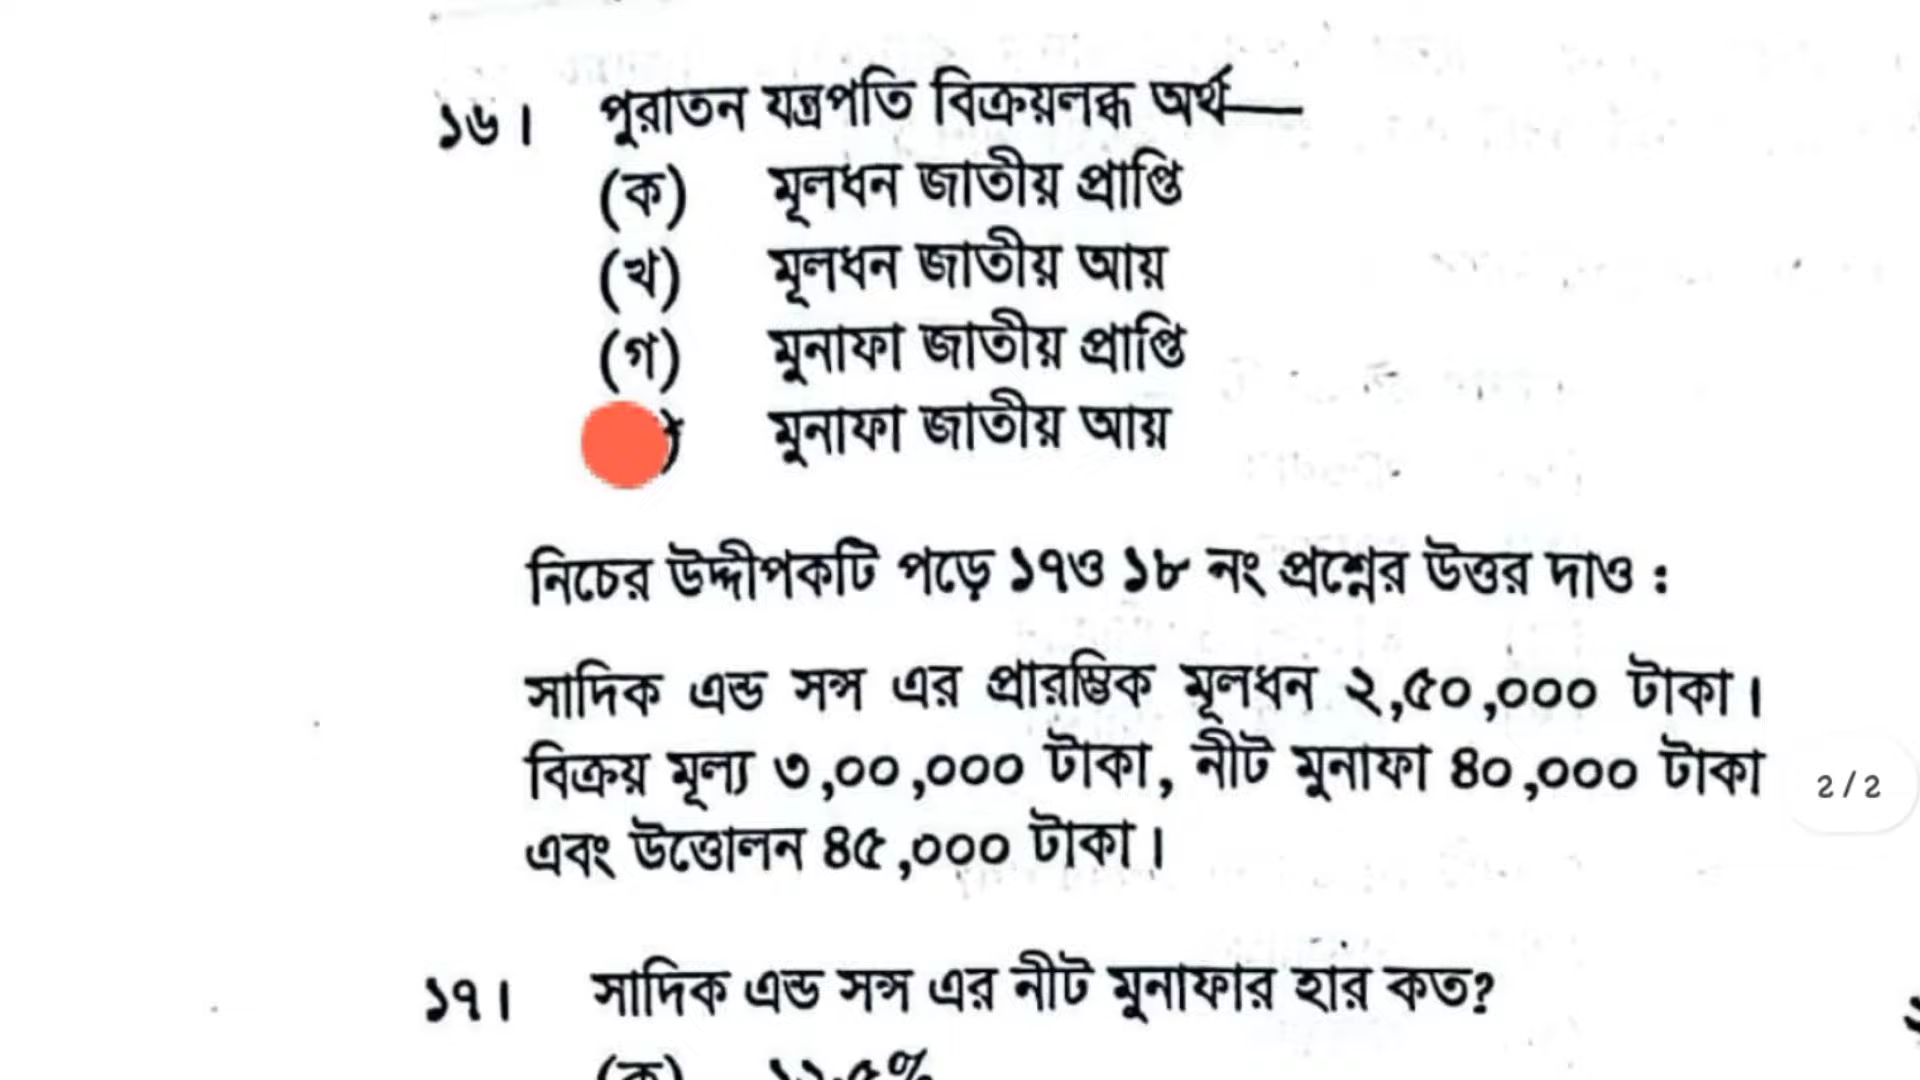 ১৬। পুরাতন যন্ত্রপতি বিক্রয়লব্ধ অর্থ—
(ক) মূলধন জাতীয় প্রাপ্তি
(খ) মূলধন জাতীয় আয়
(গ) মুনাফা জাতীয় প্রাপ্তি
) মুনাফা জাতীয় আয়
নিচের উদ্দীপকটি পড়ে ১৭ও ১৮ নং প্রশ্নের উত্তর দাও :
সাদিক এন্ড সন্স এর প্রারম্ভিক মূলধন ২,৫০,০০০ টাকা।
বিক্রয় মূল্য ৩,০০,০০০ টাকা, নীট মুনাফা ৪০,০০০ টাকা
এবং উত্তোলন ৪৫,০০০ টাকা।
2 / 2
১৭। সাদিক এন্ড সন্স এর নীট মুনাফার হার কত?
(ক)